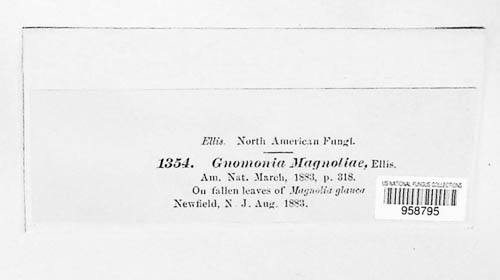 Ellis. North American Fungi.
1354. Gnomonia Magnoliae, Ellis.
Am. Nat. March, 1883, p. 318.
On fallen leaves of Magnolia glauca
Newfield, N. J. Aug. 1883.
US NATIONAL FUNGUS COLLECTIONS
958795